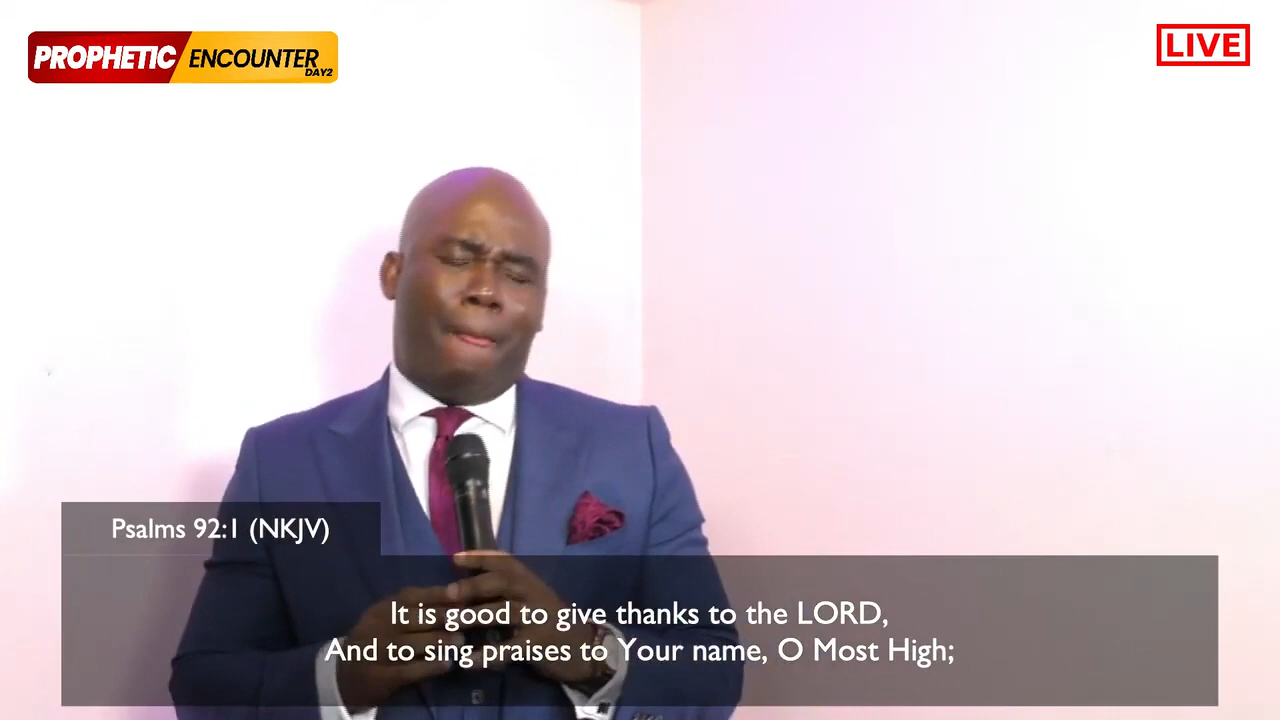 PROPHETIC ENCOUNTER
DAY2
LIVE
Psalms 92:1 (NKJV)
It is good to give thanks to the LORD,
And to sing praises to Your name, O Most High;